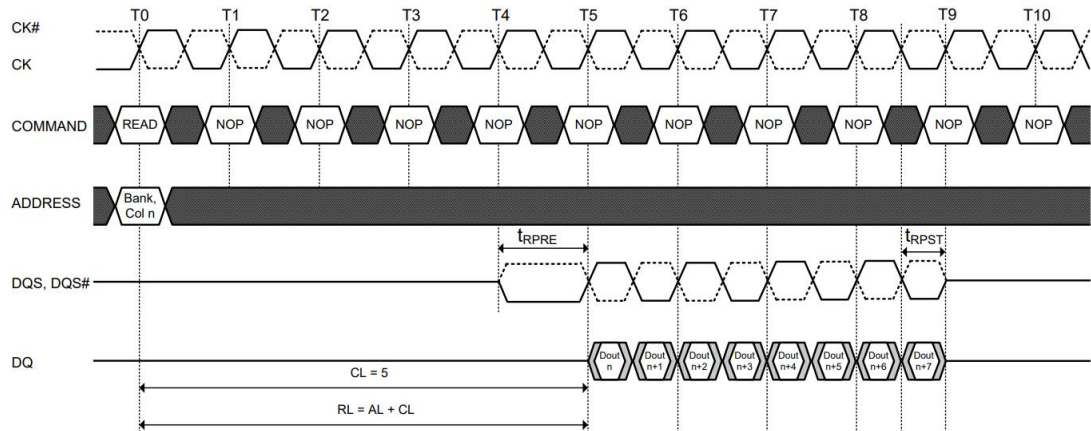 T0 T1 T2 T3 T4 T5 T6 T7 T8 T9 T10
CK#
CK
COMMAND READ NOP NOP NOP NOP NOP NOP NOP NOP NOP NOP
ADDRESS Bank,
Col n
tRPRE tRPST
DQS, DQS#
DQ
Dout Dout Dout Dout Dout Dout Dout Dout
n n+1 n+2 n+3 n+4 n+5 n+6 n+7
CL = 5
RL = AL + CL